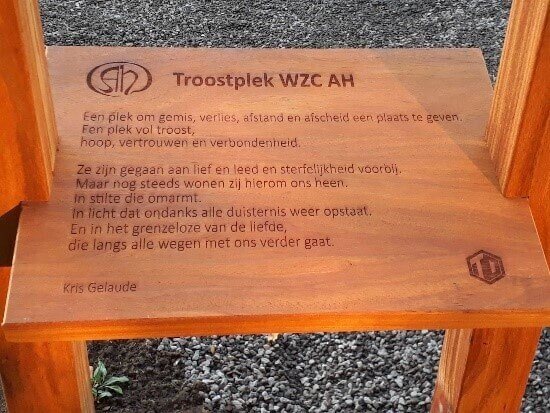 AH
Troostplek WZC AH
Een plek om gemis, verlies, afstand en afscheid een plaats te geven.
Een plek vol troost,
hoop, vertrouwen en verbondenheid.
Ze zijn gegaan aan lief en leed en sterfelijkheid voorbij.
Maar nog steeds wonen zij hierom ons heen.
In stilte die omarmt.
In licht dat ondanks alle duisternis weer opstaat.
En in het grenzeloze van de liefde,
die langs alle wegen met ons verder gaat.
Kris Gelaude